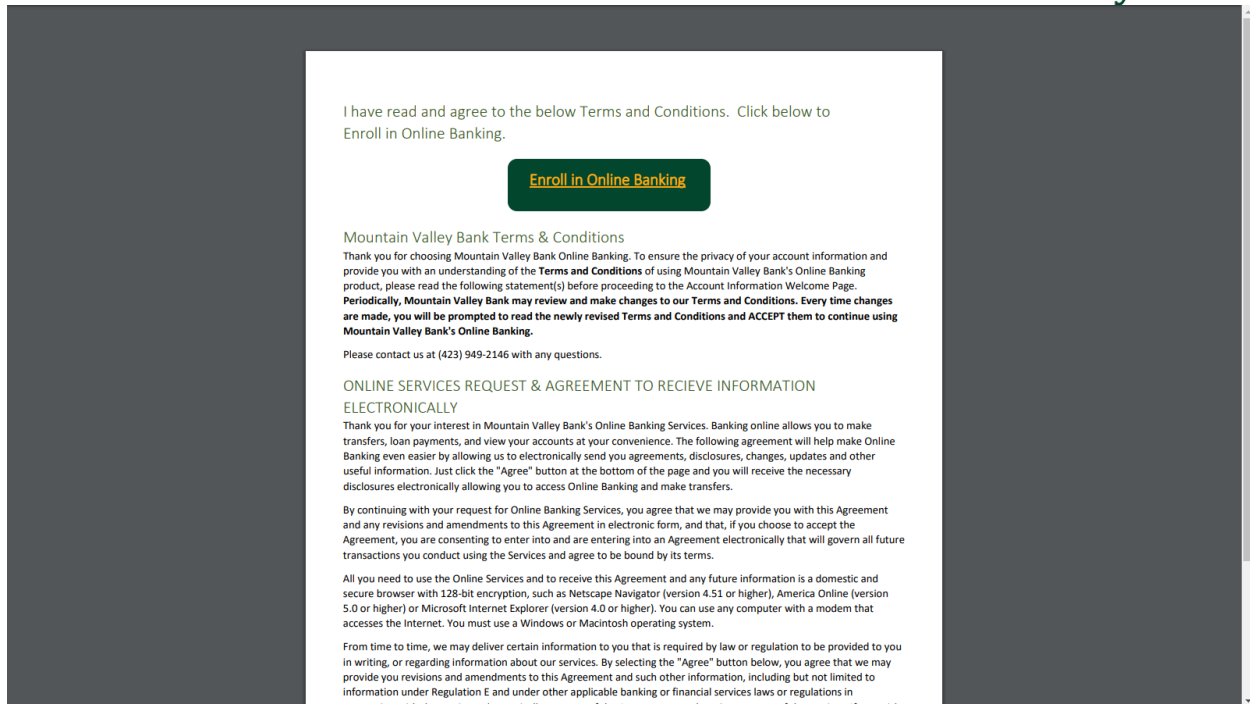 I have read and agree to the below Terms and Conditions.  Click below to
Enroll in Online Banking.
Enroll in Online Banking
Mountain Valley Bank Terms & Conditions
Thank you for choosing Mountain Valley Bank Online Banking. To ensure the privacy of your account information and
provide you with an understanding of the Terms and Conditions of using Mountain Valley Bank's Online Banking
product, please read the following statement(s) before proceeding to the Account Information Welcome Page.
Periodically, Mountain Valley Bank may review and make changes to our Terms and Conditions. Every time changes
are made, you will be prompted to read the newly revised Terms and Conditions and ACCEPT them to continue using
Mountain Valley Bank's Online Banking.
Please contact us at (423) 949-2146 with any questions.
ONLINE SERVICES REQUEST & AGREEMENT TO RECIEVE INFORMATION
ELECTRONICALLY
Thank you for your interest in Mountain Valley Bank's Online Banking Services. Banking online allows you to make
transfers, loan payments, and view your accounts at your convenience. The following agreement will help make Online
Banking even easier by allowing us to electronically send you agreements, disclosures, changes, updates and other
useful information. Just click the "Agree" button at the bottom of the page and you will receive the necessary
disclosures electronically allowing you to access Online Banking and make transfers.
By continuing with your request for Online Banking Services, you agree that we may provide you with this Agreement
and any revisions and amendments to this Agreement in electronic form, and that, if you choose to accept the
Agreement, you are consenting to enter into and are entering into an Agreement electronically that will govern all future
transactions you conduct using the Services and agree to be bound by its terms.
All you need to use the Online Services and to receive this Agreement and any future information is a domestic and
secure browser with 128-bit encryption, such as Netscape Navigator (version 4.51 or higher), America Online (version
5.0 or higher) or Microsoft Internet Explorer (version 4.0 or higher). You can use any computer with a modem that
accesses the Internet. You must use a Windows or Macintosh operating system.
From time to time, we may deliver certain information to you that is required by law or regulation to be provided to you
in writing, or regarding information about our services. By selecting the "Agree" button below, you agree that we may
provide you revisions and amendments to this Agreement and such other information, including but not limited to
information under Regulation E and under other applicable banking or financial services laws or regulations in